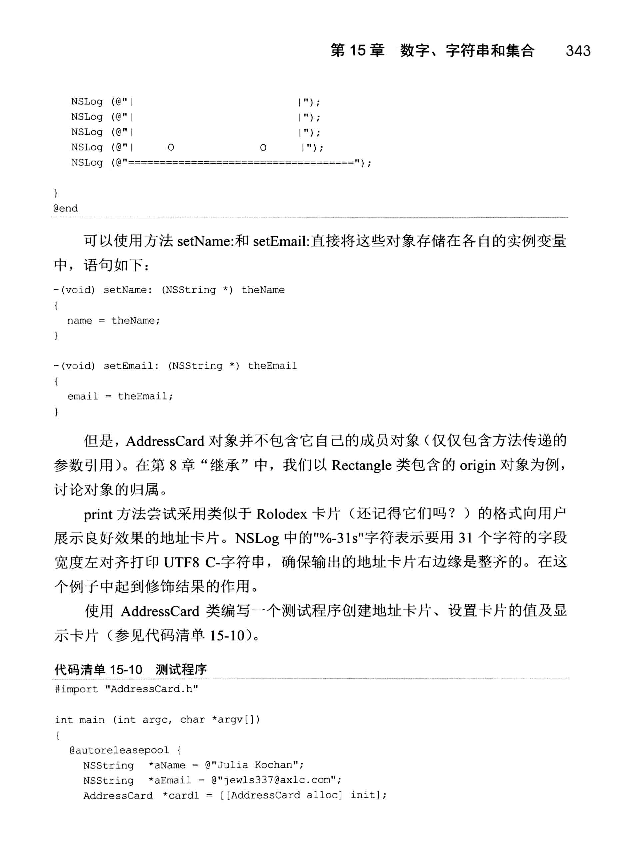 第 15 章 数字、字符串和集合 343
NSLog (@"| |");
NSLog (@"| |");
NSLog (@"| |");
NSLog (@"| O O |");
NSLog (@"====================================");
}
@end
可以使用方法 setName:和 setEmail:直接将这些对象存储在各自的实例变量
中，语句如下：
-(void) setName: (NSString *) theName
{
name = theName;
}
-(void) setEmail: (NSString *) theEmail
{
email = theEmail;
}
但是，AddressCard 对象并不包含它自己的成员对象（仅仅包含方法传递的
参数引用）。在第 8 章“继承”中，我们以 Rectangle 类包含的 origin 对象为例，
讨论对象的归属。
print 方法尝试采用类似于 Rolodex 卡片（还记得它们吗？）的格式向用户
展示良好效果的地址卡片。NSLog 中的"%-31s"字符表示要用 31 个字符的字段
宽度左对齐打印 UTF8 C-字符串，确保输出的地址卡片右边缘是整齐的。在这
个例子中起到修饰结果的作用。
使用 AddressCard 类编写一个测试程序创建地址卡片、设置卡片的值及显
示卡片（参见代码清单 15-10）。
代码清单 15-10 测试程序
#import "AddressCard.h"
int main (int argc, char *argv[])
{
@autoreleasepool {
NSString *aName = @"Julia Kochan";
NSString *aEmail = @"jewls337@axlc.com";
AddressCard *card1 = [[AddressCard alloc] init];